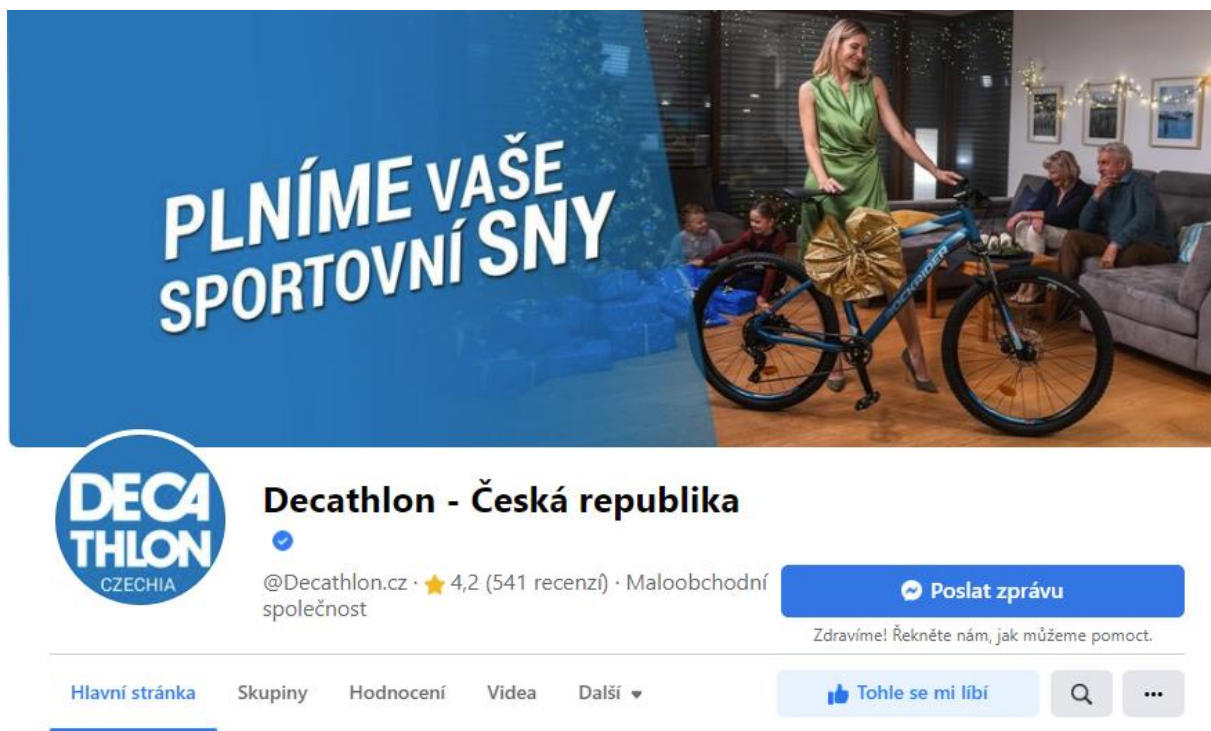 PLNÍME VAŠE
SPORTOVNÍ SNY
ROCKRIDER
DECA
THLON
CZECHIA
Decathlon - Česká republika
@Decathlon.cz · 4,2 (541 recenzí) · Maloobchodní
společnost
Poslat zprávu
Zdravíme! Řekněte nám, jak můžeme pomoct.
Hlavní stránka Skupiny Hodnocení Videa Další
Tohle se mi líbí